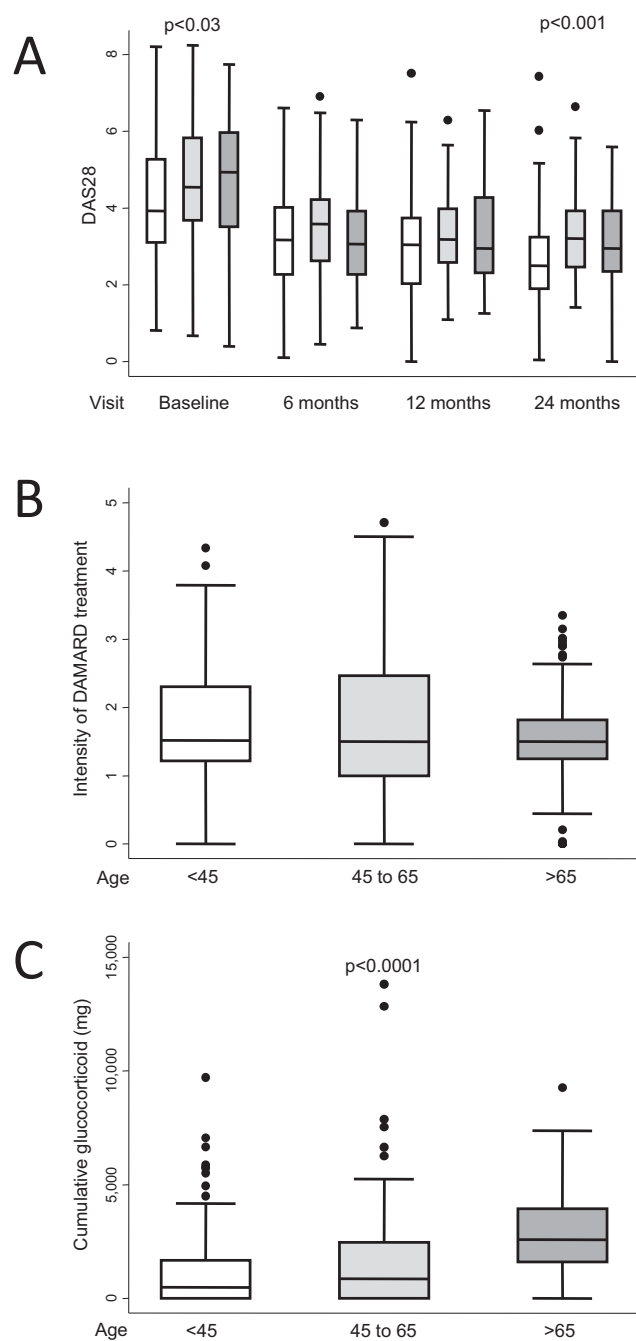 A
p<0.03
p<0.001
8
6
4
2
0
DAS28
Visit Baseline 6 months 12 months 24 months
B
5
4
3
2
1
0
Intensity of DAMARD treatment
Age <45 45 to 65 >65
C
p<0.0001
15,000
10,000
5,000
0
Cumulative glucocorticoid (mg)
Age <45 45 to 65 >65